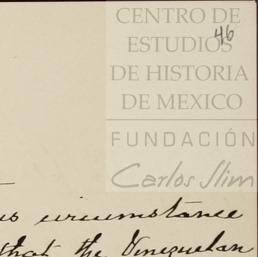 CENTRO DE
ESTUDIOS
46
DE HISTORIA
DE MEXICO
FUNDACIÓN
Carlos Slim
circumstance
that the Venezuelan